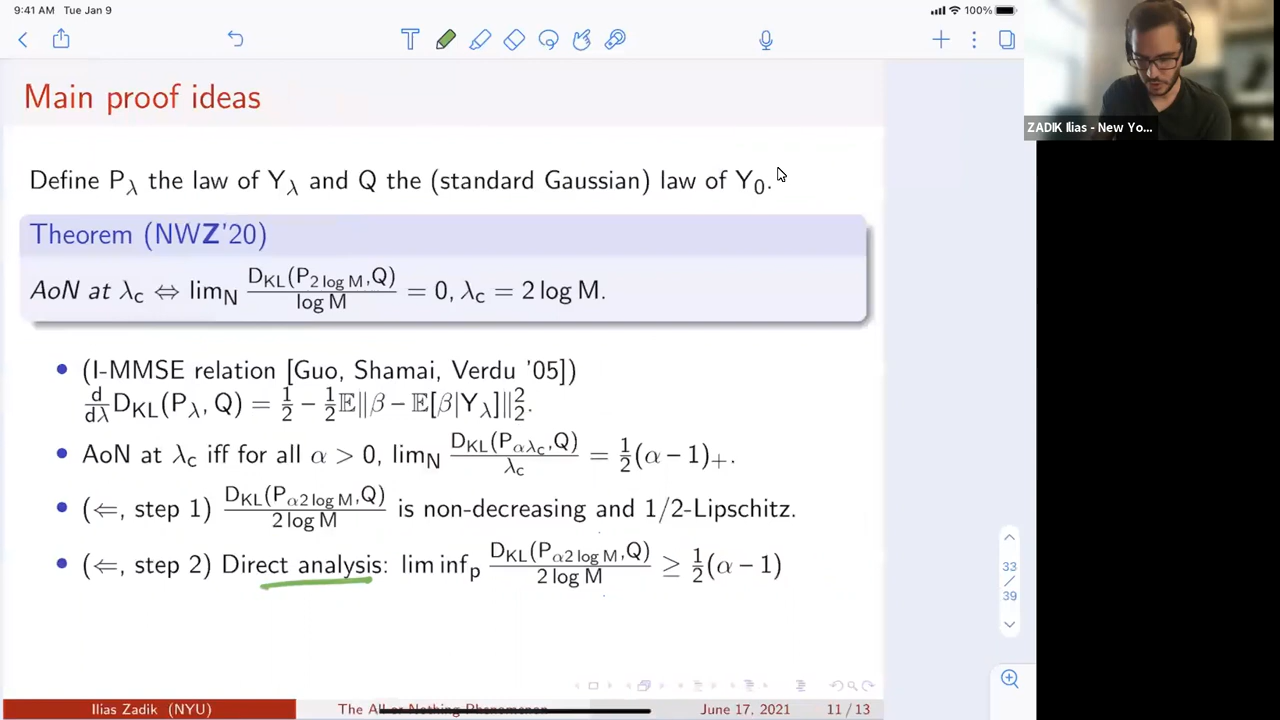 9:41 AM Tue Jan 9
100%
T
Main proof ideas
ZADIK Ilias - New Yo...
Define P_λ the law of Y_λ and Q the (standard Gaussian) law of Y_0.
Theorem (NWZ'20)
AoN at λ_c ⇔ lim_N D_KL(P_{2 log M},Q)/log M = 0, λ_c = 2 log M.
• (I-MMSE relation [Guo, Shamai, Verdu '05])
d/dλ D_KL(P_λ, Q) = 1/2 − 1/2 𝔼‖β − 𝔼[β|Y_λ]‖_2^2.
• AoN at λ_c iff for all α > 0, lim_N D_KL(P_{αλ_c},Q)/λ_c = 1/2(α − 1)_+.
• (⇐, step 1) D_KL(P_{α2 log M},Q)/2 log M is non-decreasing and 1/2-Lipschitz.
• (⇐, step 2) Direct analysis: lim inf_p D_KL(P_{α2 log M},Q)/2 log M ≥ 1/2(α − 1)
33
/
39
Ilias Zadik (NYU)
The All or Nothing Phenomenon
June 17, 2021
11 / 13